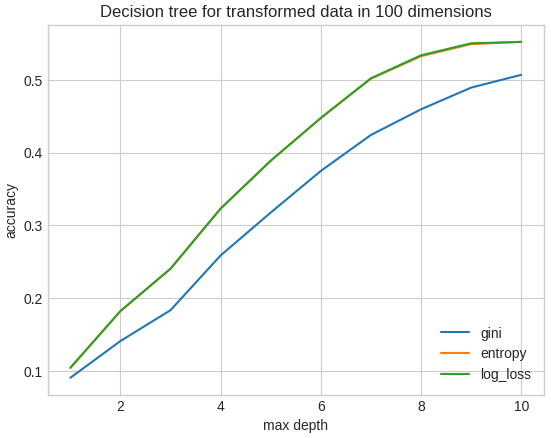 Decision tree for transformed data in 100 dimensions
0.5
0.4
0.3
0.2
0.1
accuracy
gini
entropy
log_loss
2
4
6
8
10
max depth